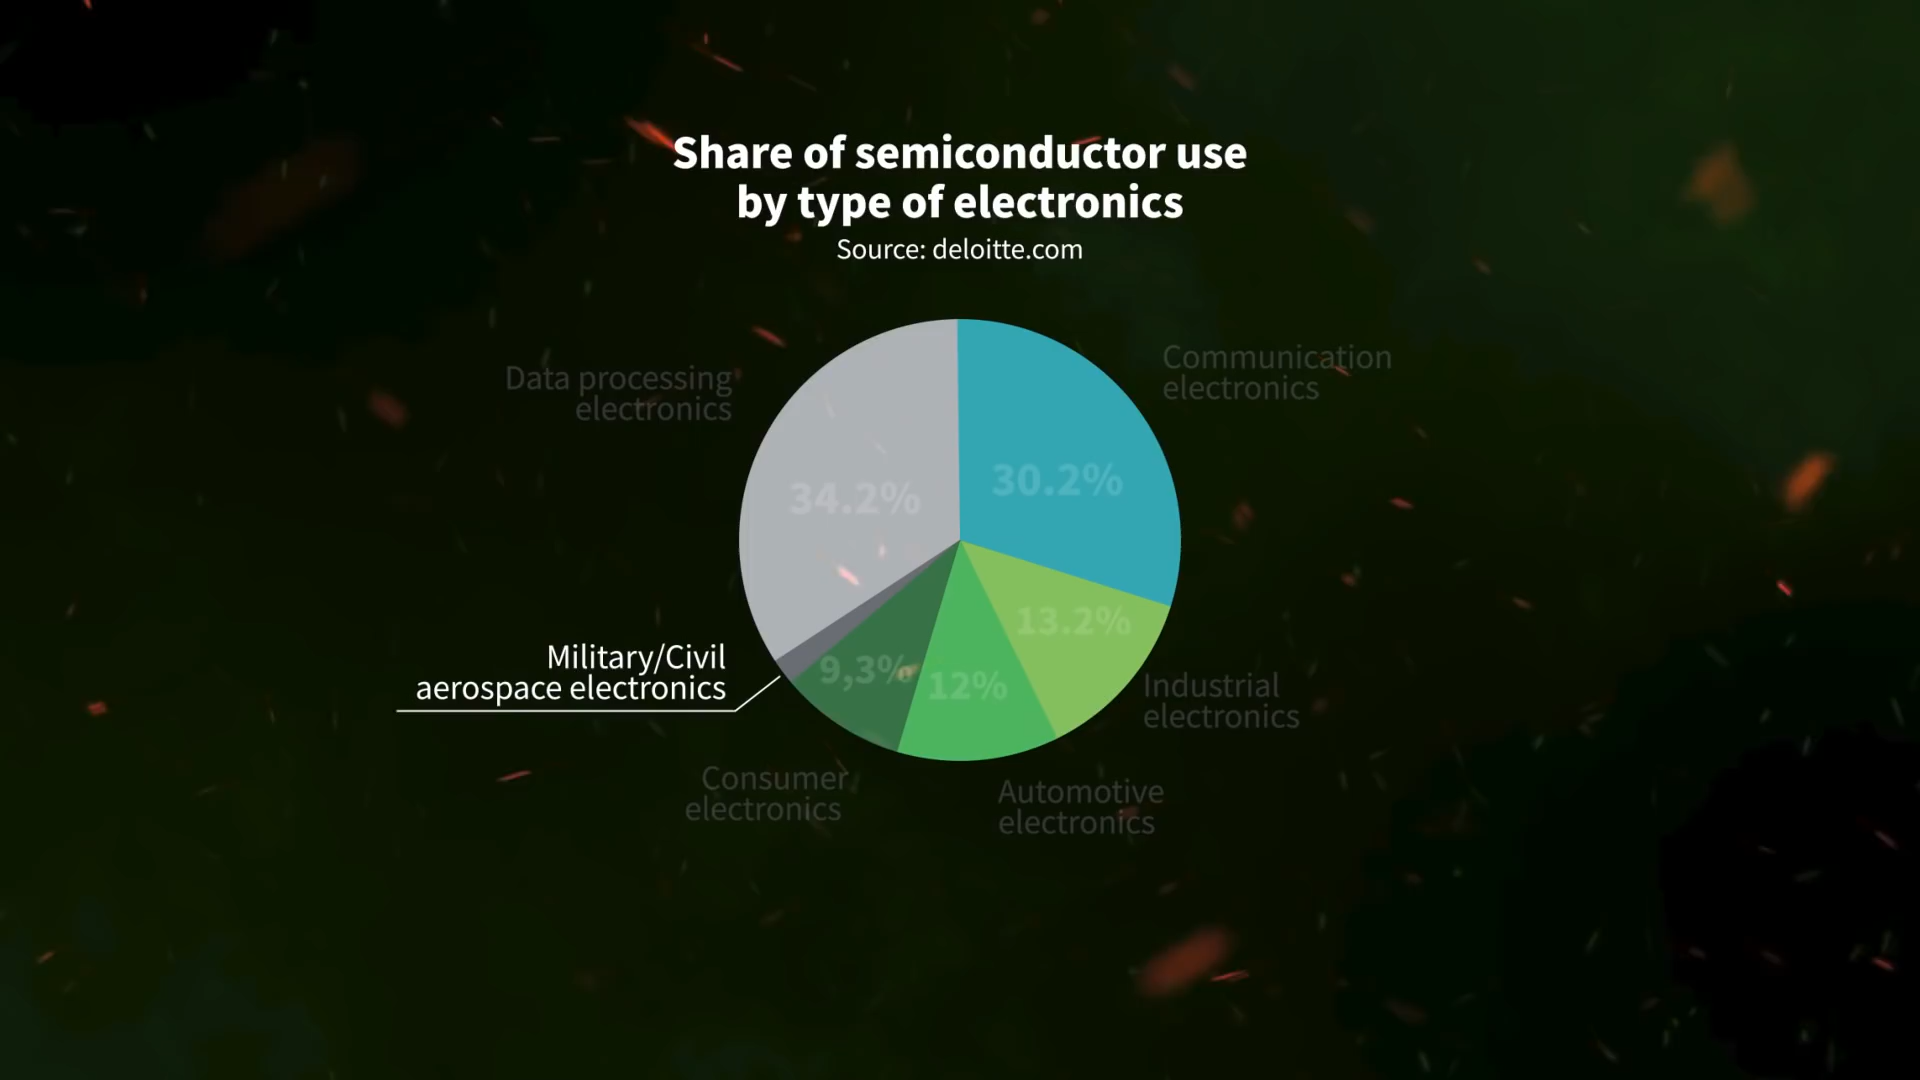 Share of semiconductor use
by type of electronics
Source: deloitte.com
Data processing
electronics
Communication
electronics
34.2%
30.2%
13.2%
9,3%
12%
Military/Civil
aerospace electronics
Industrial
electronics
Consumer
electronics
Automotive
electronics